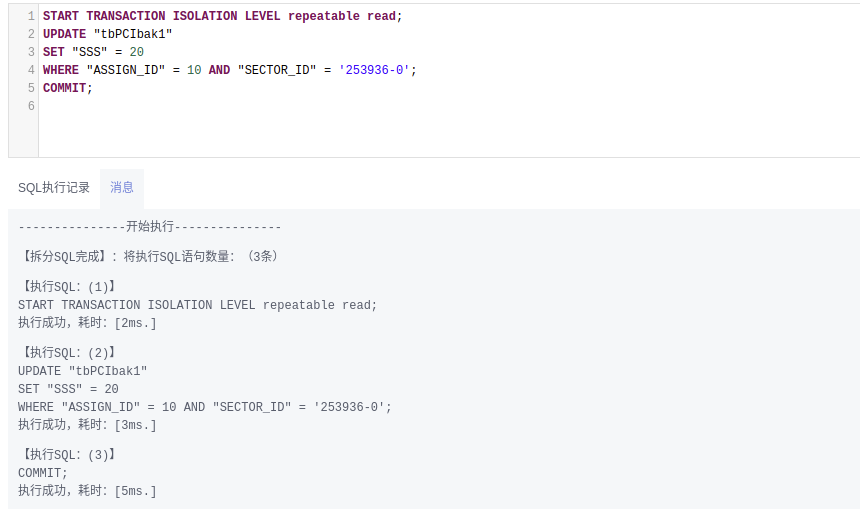 1 START TRANSACTION ISOLATION LEVEL repeatable read;
2 UPDATE "tbPCIbak1"
3 SET "SSS" = 20
4 WHERE "ASSIGN_ID" = 10 AND "SECTOR_ID" = '253936-0';
5 COMMIT;
6
SQL执行记录 消息
---------------开始执行---------------
【拆分SQL完成】：将执行SQL语句数量：（3条）
【执行SQL：(1)】
START TRANSACTION ISOLATION LEVEL repeatable read;
执行成功，耗时：[2ms.]
【执行SQL：(2)】
UPDATE "tbPCIbak1"
SET "SSS" = 20
WHERE "ASSIGN_ID" = 10 AND "SECTOR_ID" = '253936-0';
执行成功，耗时：[3ms.]
【执行SQL：(3)】
COMMIT;
执行成功，耗时：[5ms.]